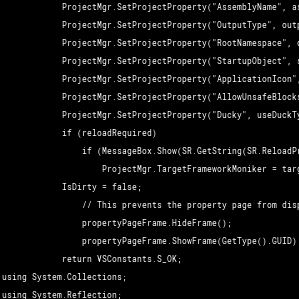 ProjectMgr.SetProjectProperty("AssemblyName", as
ProjectMgr.SetProjectProperty("OutputType", outp
ProjectMgr.SetProjectProperty("RootNamespace", d
ProjectMgr.SetProjectProperty("StartupObject", s
ProjectMgr.SetProjectProperty("ApplicationIcon",
ProjectMgr.SetProjectProperty("AllowUnsafeBlocks
ProjectMgr.SetProjectProperty("Ducky", useDuckTy
if (reloadRequired)
if (MessageBox.Show(SR.GetString(SR.ReloadPr
ProjectMgr.TargetFrameworkMoniker = targ
IsDirty = false;
// This prevents the property page from disp
propertyPageFrame.HideFrame();
propertyPageFrame.ShowFrame(GetType().GUID)
return VSConstants.S_OK;
using System.Collections;
using System.Reflection;